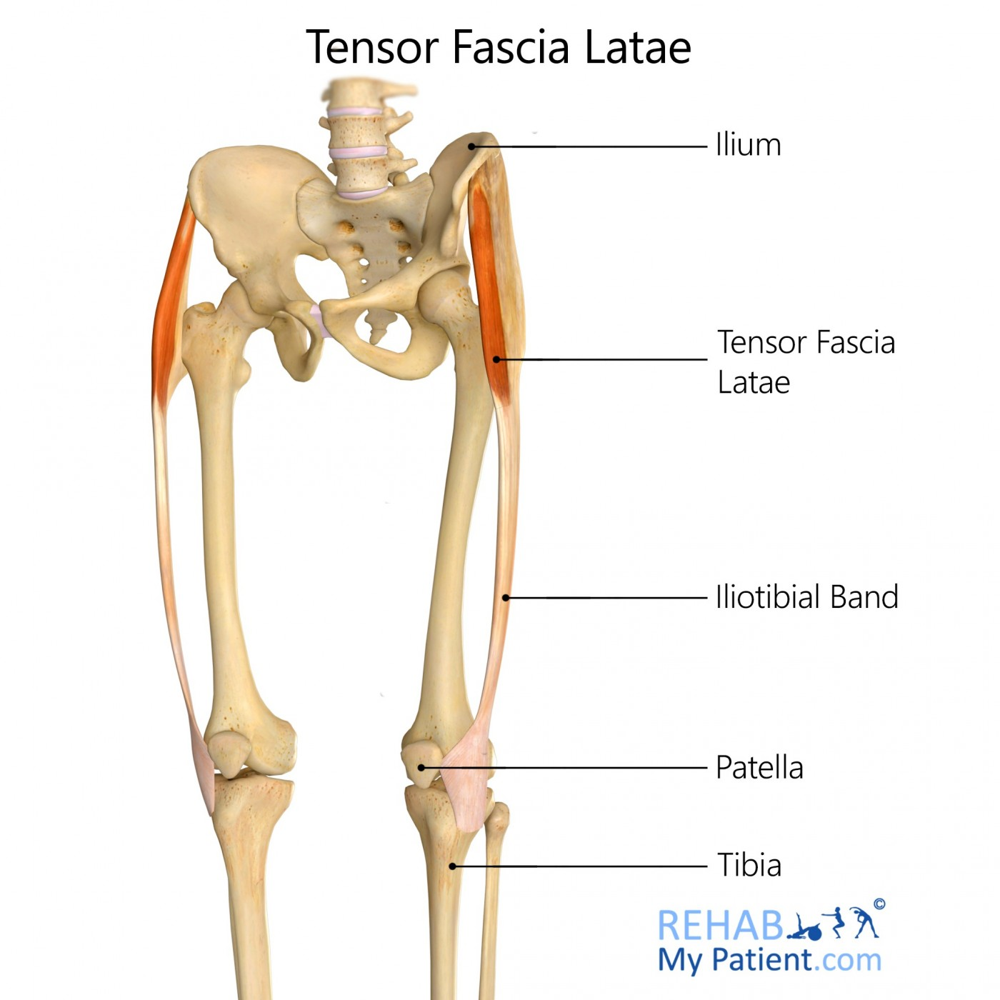 Tensor Fascia Latae
Ilium
Tensor Fascia
Latae
Iliotibial Band
Patella
Tibia
REHAB ©
My Patient.com